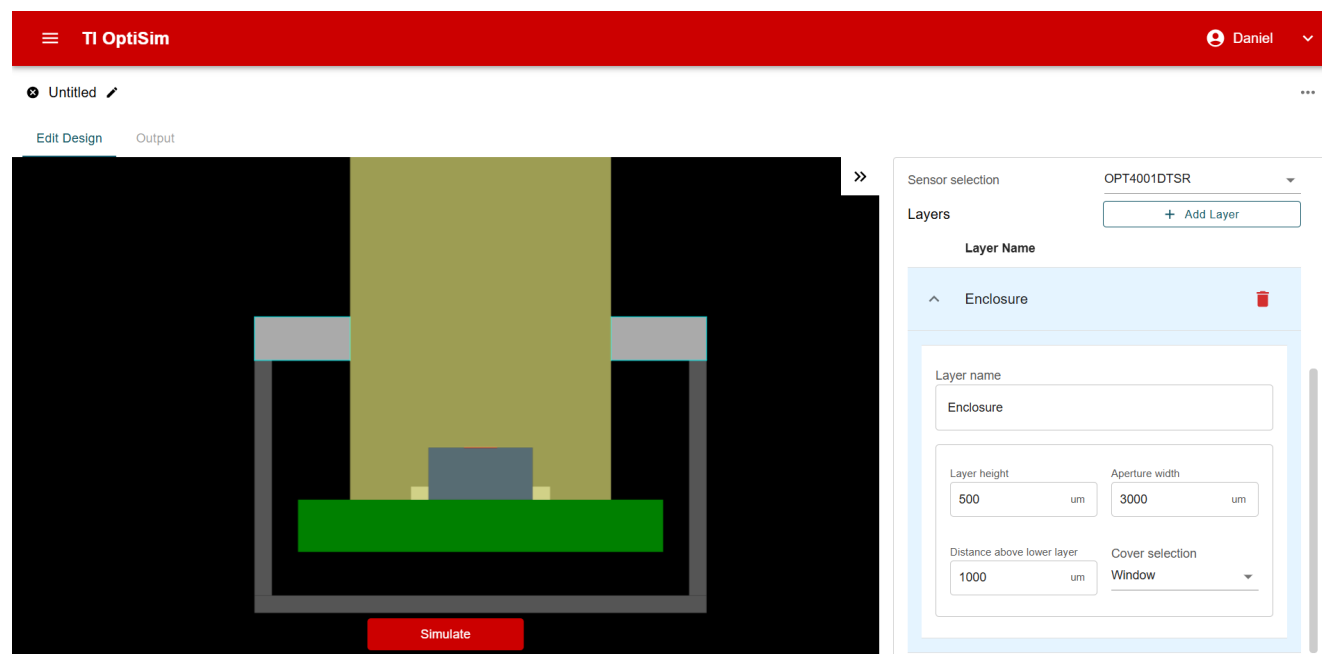 TI OptiSim
Daniel
Untitled
Edit Design
Output
Sensor selection
OPT4001DTSR
Layers
+ Add Layer
Layer Name
Enclosure
Layer name
Enclosure
Layer height
Aperture width
500 um
3000 um
Distance above lower layer
Cover selection
1000 um
Window
Simulate